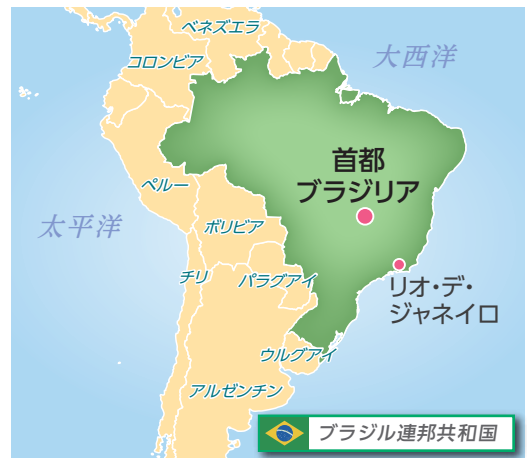 ベネズエラ
コロンビア
大西洋
首都
ブラジリア
ペルー
太平洋
ボリビア
チリ
パラグアイ
リオ・デ・
ジャネイロ
ウルグアイ
アルゼンチン
ブラジル連邦共和国